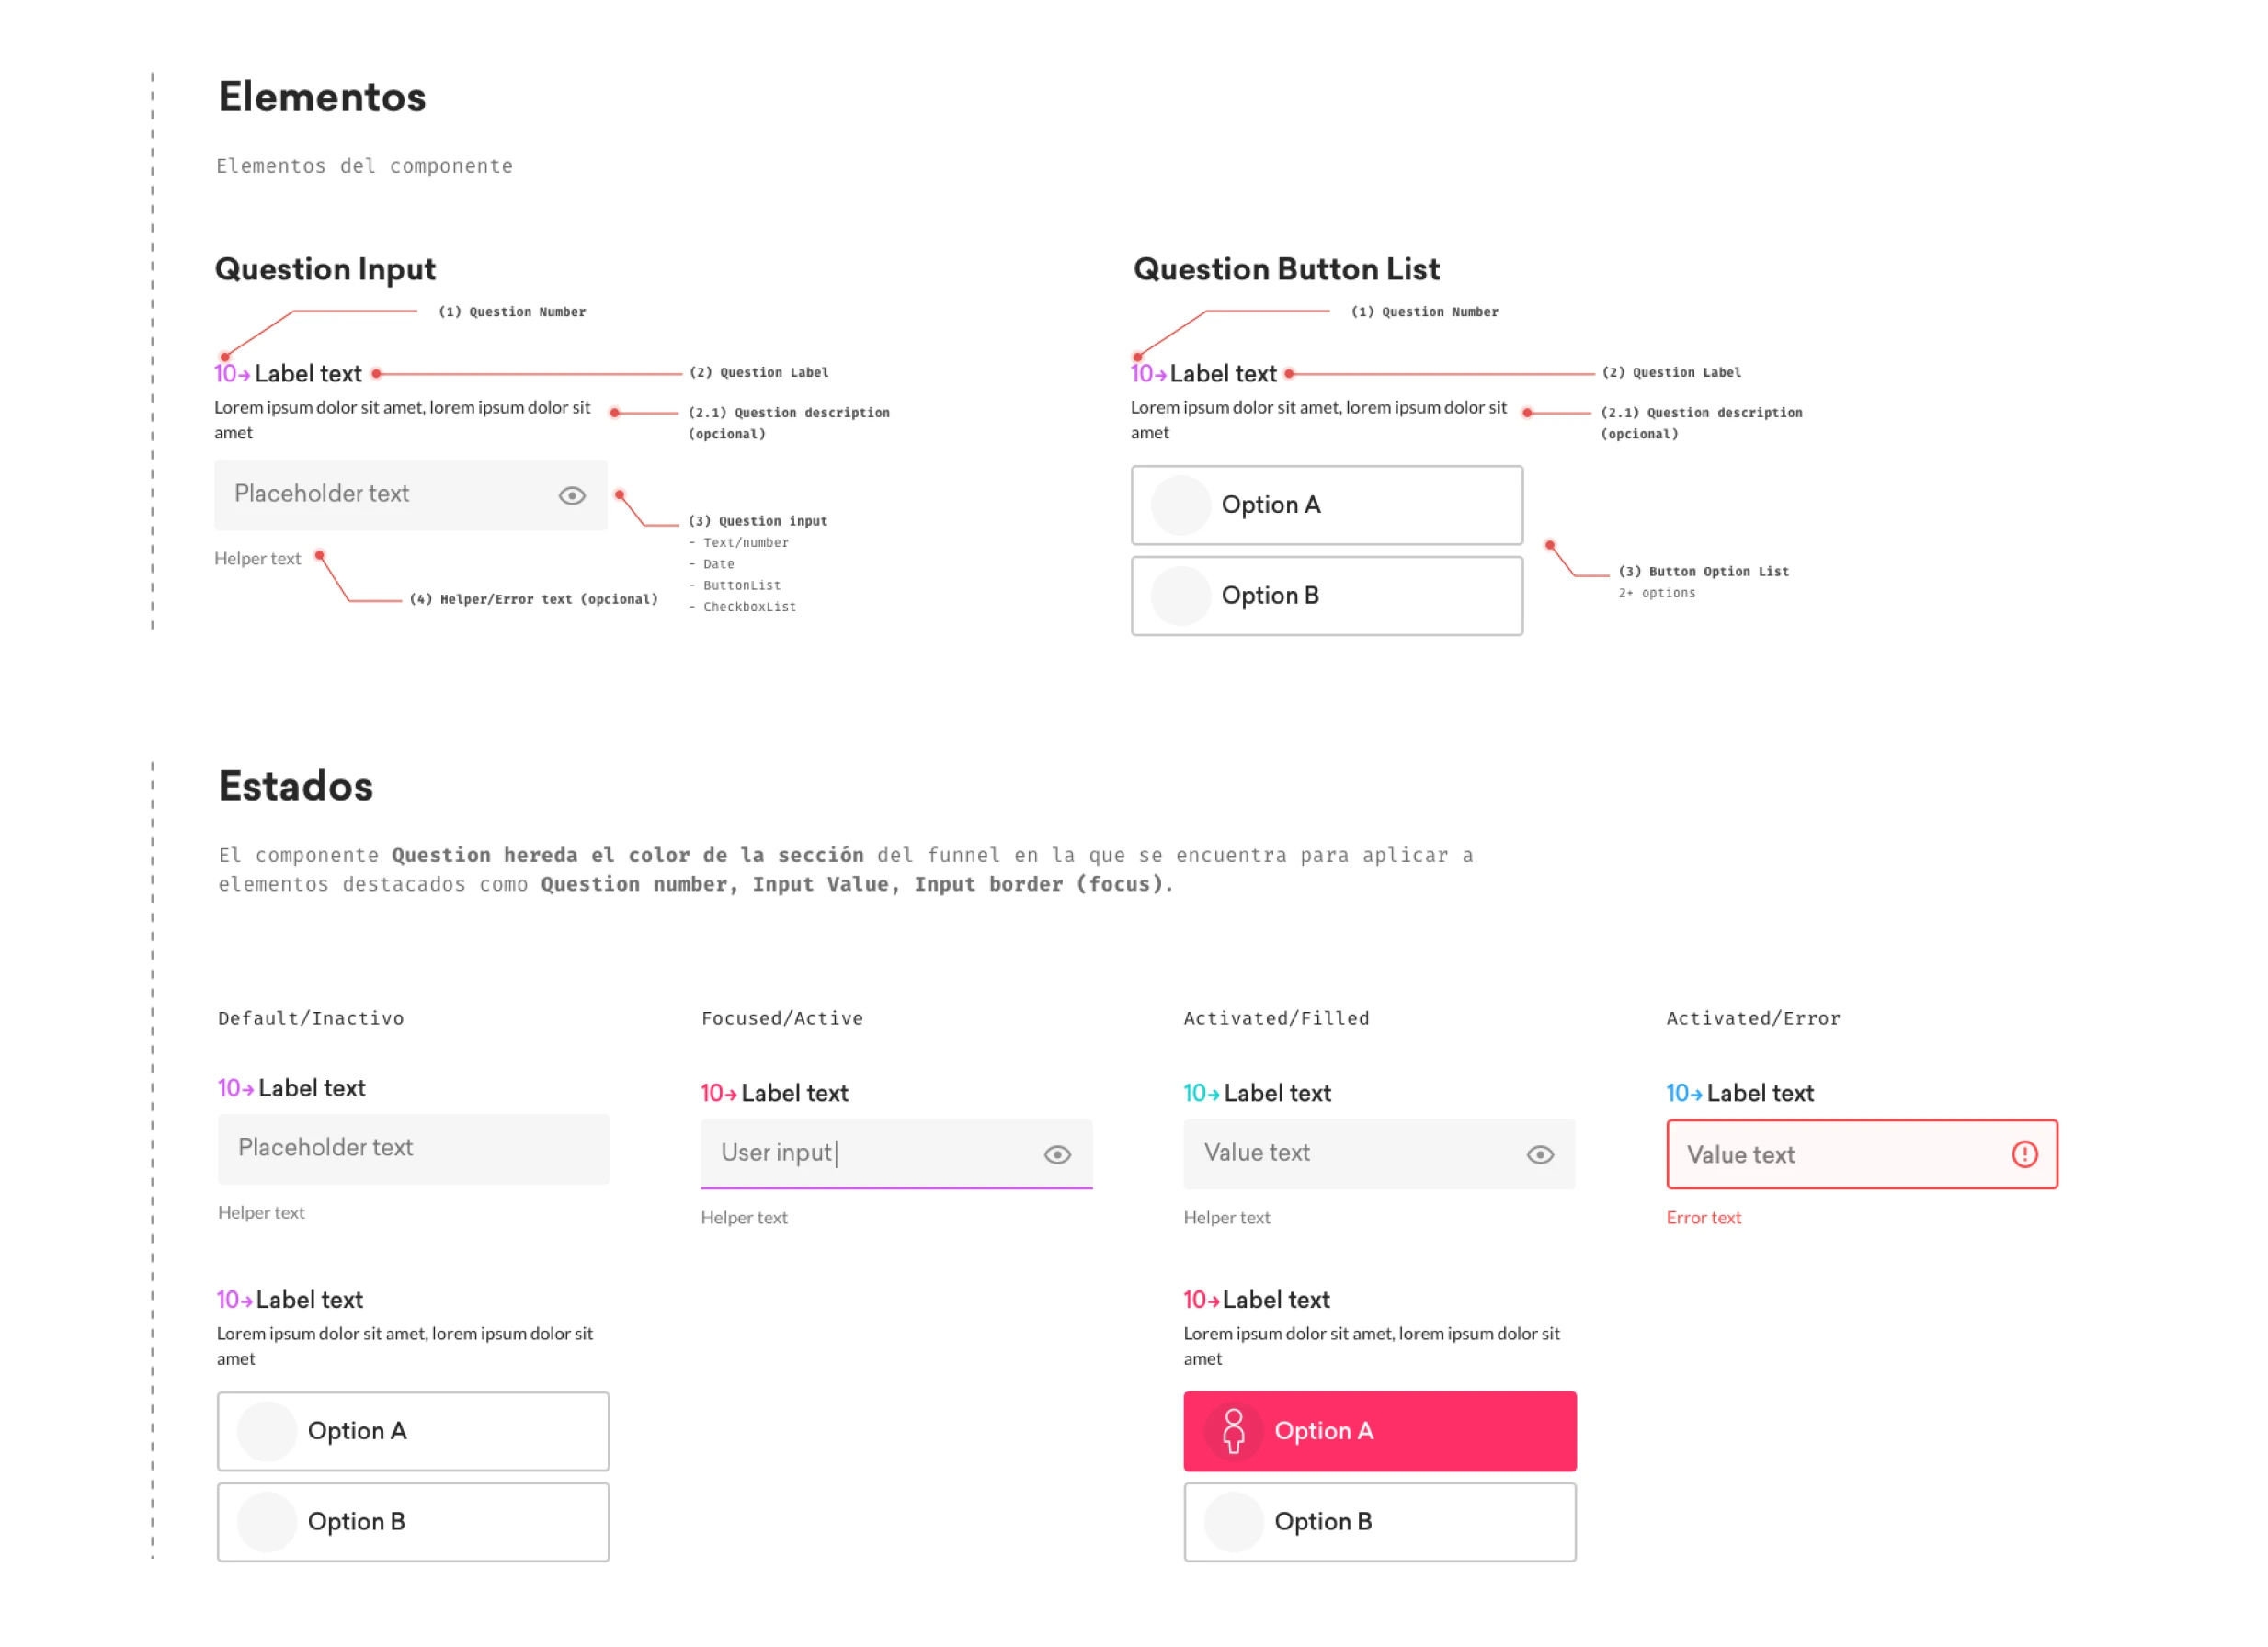 Elementos
Elementos del componente
Question Input
(1) Question Number
10→ Label text
(2) Question Label
Lorem ipsum dolor sit amet, lorem ipsum dolor sit
amet
(2.1) Question description
(opcional)
Placeholder text
(3) Question input
- Text/number
- Date
- ButtonList
- CheckboxList
Helper text
(4) Helper/Error text (opcional)
Question Button List
(1) Question Number
10→ Label text
(2) Question Label
Lorem ipsum dolor sit amet, lorem ipsum dolor sit
amet
(2.1) Question description
(opcional)
Option A
Option B
(3) Button Option List
2+ options
Estados
El componente Question hereda el color de la sección del funnel en la que se encuentra para aplicar a
elementos destacados como Question number, Input Value, Input border (focus).
Default/Inactivo
10→ Label text
Placeholder text
Helper text
10→ Label text
Lorem ipsum dolor sit amet, lorem ipsum dolor sit
amet
Option A
Option B
Focused/Active
10→ Label text
User input
Helper text
Activated/Filled
10→ Label text
Value text
Helper text
10→ Label text
Lorem ipsum dolor sit amet, lorem ipsum dolor sit
amet
Option A
Option B
Activated/Error
10→ Label text
Value text
Error text